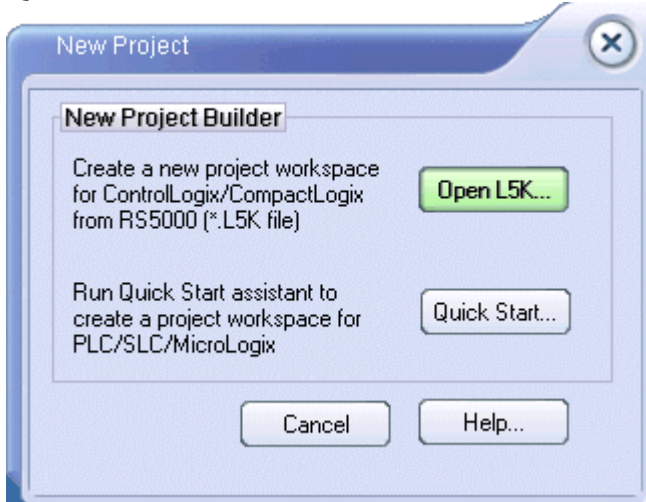 New Project
New Project Builder
Create a new project workspace
for ControlLogix/CompactLogix
from RS5000 (*.L5K file)
Open L5K...
Run Quick Start assistant to
create a project workspace for
PLC/SLC/MicroLogix
Quick Start...
Cancel
Help...